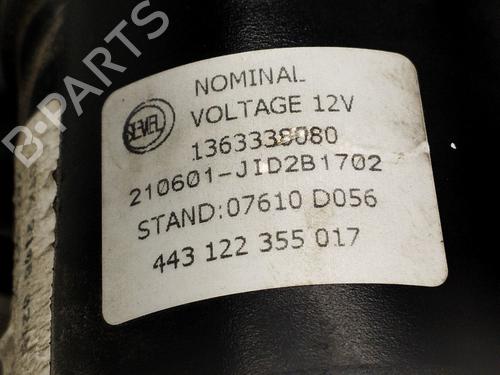 NOMINAL
VOLTAGE 12V
SEVEL
1363338080
210601-JID2B1702
STAND:07610 D056
443 122 355 017
B-PARTS